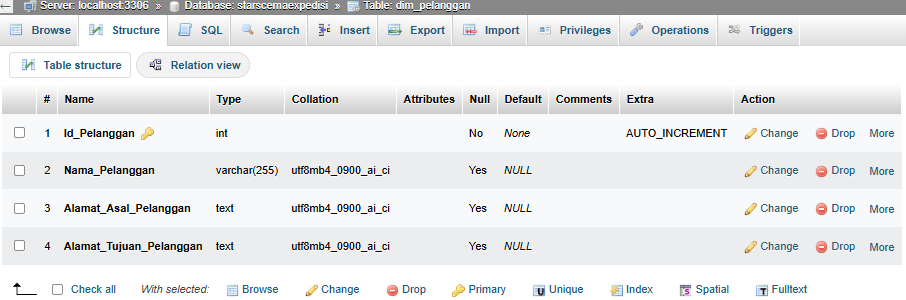 Server: localhost:3306 » Database: starscemaexpedisi » Table: dim_pelanggan
Browse Structure SQL Search Insert Export Import Privileges Operations Triggers
Table structure Relation view
# Name Type Collation Attributes Null Default Comments Extra Action
1 Id_Pelanggan int No None AUTO_INCREMENT Change Drop More
2 Nama_Pelanggan varchar(255) utf8mb4_0900_ai_ci Yes NULL Change Drop More
3 Alamat_Asal_Pelanggan text utf8mb4_0900_ai_ci Yes NULL Change Drop More
4 Alamat_Tujuan_Pelanggan text utf8mb4_0900_ai_ci Yes NULL Change Drop More
Check all With selected: Browse Change Drop Primary Unique Index Spatial Fulltext